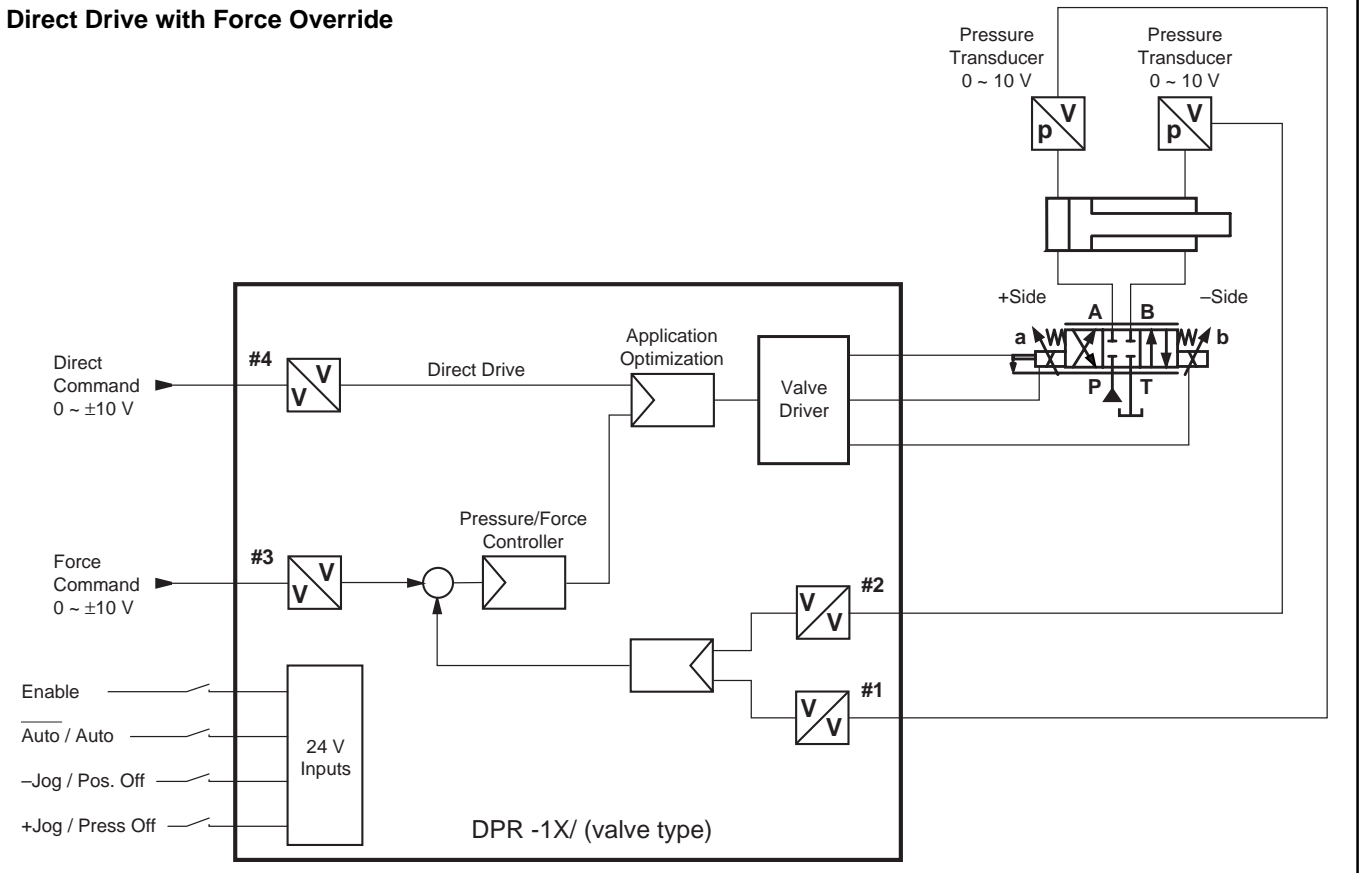 Direct Drive with Force Override
Pressure
Transducer
0 ~ 10 V
Pressure
Transducer
0 ~ 10 V
V
p
V
p
+Side
–Side
A
B
a
b
P
T
Direct
Command
0 ~ ±10 V
#4
V
V
Direct Drive
Application
Optimization
Valve
Driver
Force
Command
0 ~ ±10 V
#3
V
V
Pressure/Force
Controller
V
V
#2
V
V
#1
Enable
Auto / Auto
–Jog / Pos. Off
+Jog / Press Off
24 V
Inputs
DPR -1X/ (valve type)